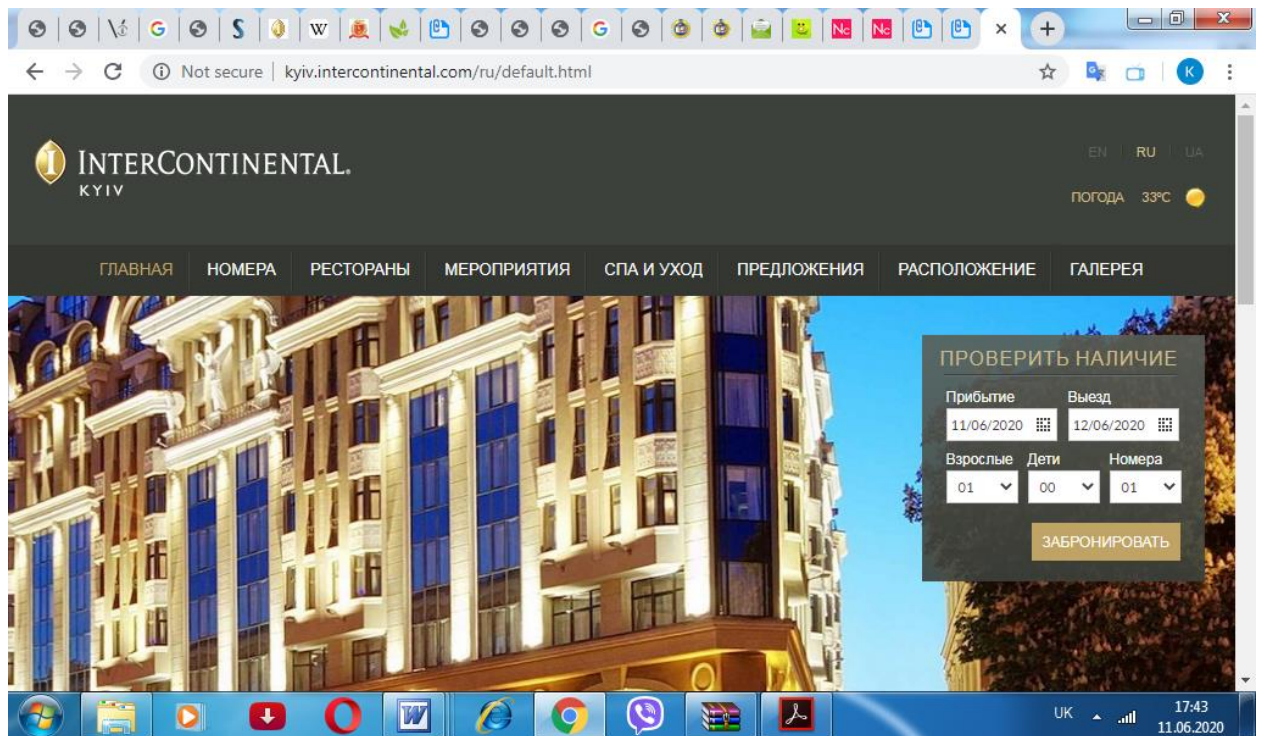 Not secure | kyiv.intercontinental.com/ru/default.html
K
INTERCONTINENTAL.
KYIV
EN | RU | UA
ПОГОДА 33ºC
ГЛАВНАЯ НОМЕРА РЕСТОРАНЫ МЕРОПРИЯТИЯ СПА И УХОД ПРЕДЛОЖЕНИЯ РАСПОЛОЖЕНИЕ ГАЛЕРЕЯ
ПРОВЕРИТЬ НАЛИЧИЕ
Прибытие Выезд
11/06/2020 12/06/2020
Взрослые Дети Номера
01 00 01
ЗАБРОНИРОВАТЬ
UK 17:43
11.06.2020